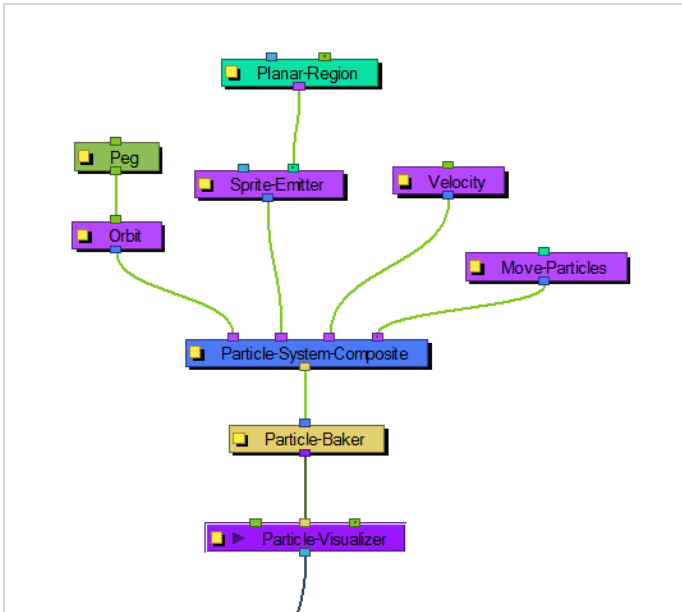 Planar-Region
Peg
Sprite-Emitter
Velocity
Orbit
Move-Particles
Particle-System-Composite
Particle-Baker
Particle-Visualizer